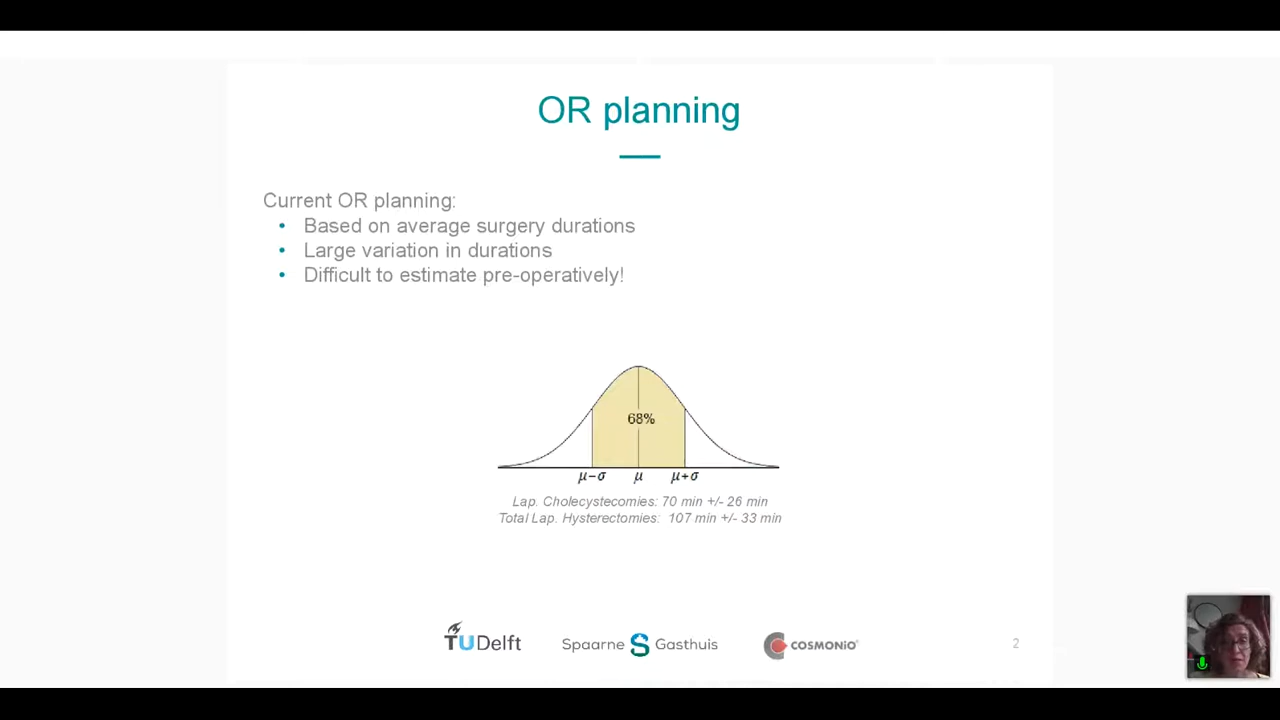 OR planning
Current OR planning:
• Based on average surgery durations
• Large variation in durations
• Difficult to estimate pre-operatively!
68%
μ−σ μ μ+σ
Lap. Cholecystecomies: 70 min +/- 26 min
Total Lap. Hysterectomies: 107 min +/- 33 min
TUDelft Spaarne Gasthuis COSMONiO 2